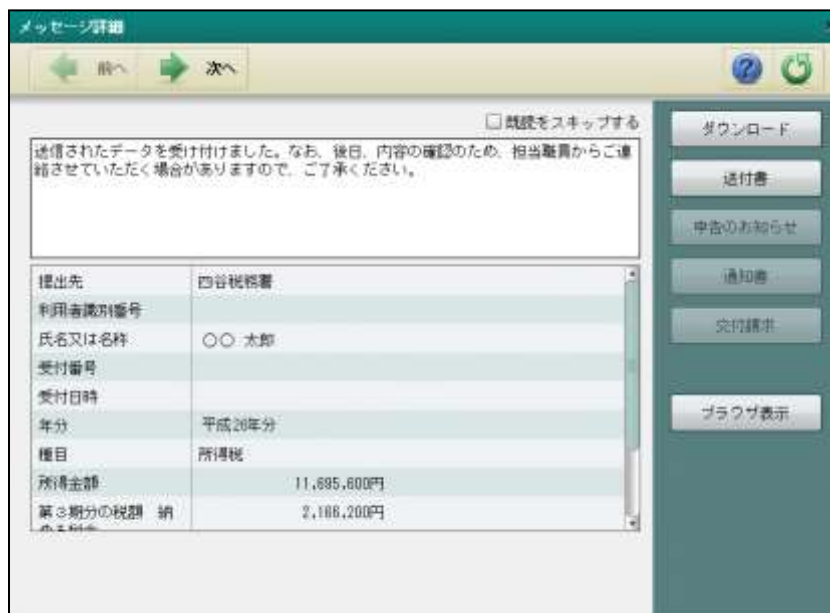 メッセージ詳細
前へ
次へ
既読をスキップする
送信されたデータを受け付けました。なお、後日、内容の確認のため、担当職員からご連
絡させていただく場合がありますので、ご了承ください。
提出先 四谷税務署
利用者識別番号
氏名又は名称 〇〇 太郎
受付番号
受付日時
年分 平成26年分
種目 所得税
所得金額 11,695,600円
第3期分の税額 納 2,166,200円
ダウンロード
送付書
申告のお知らせ
通知書
交付請求
ブラウザ表示